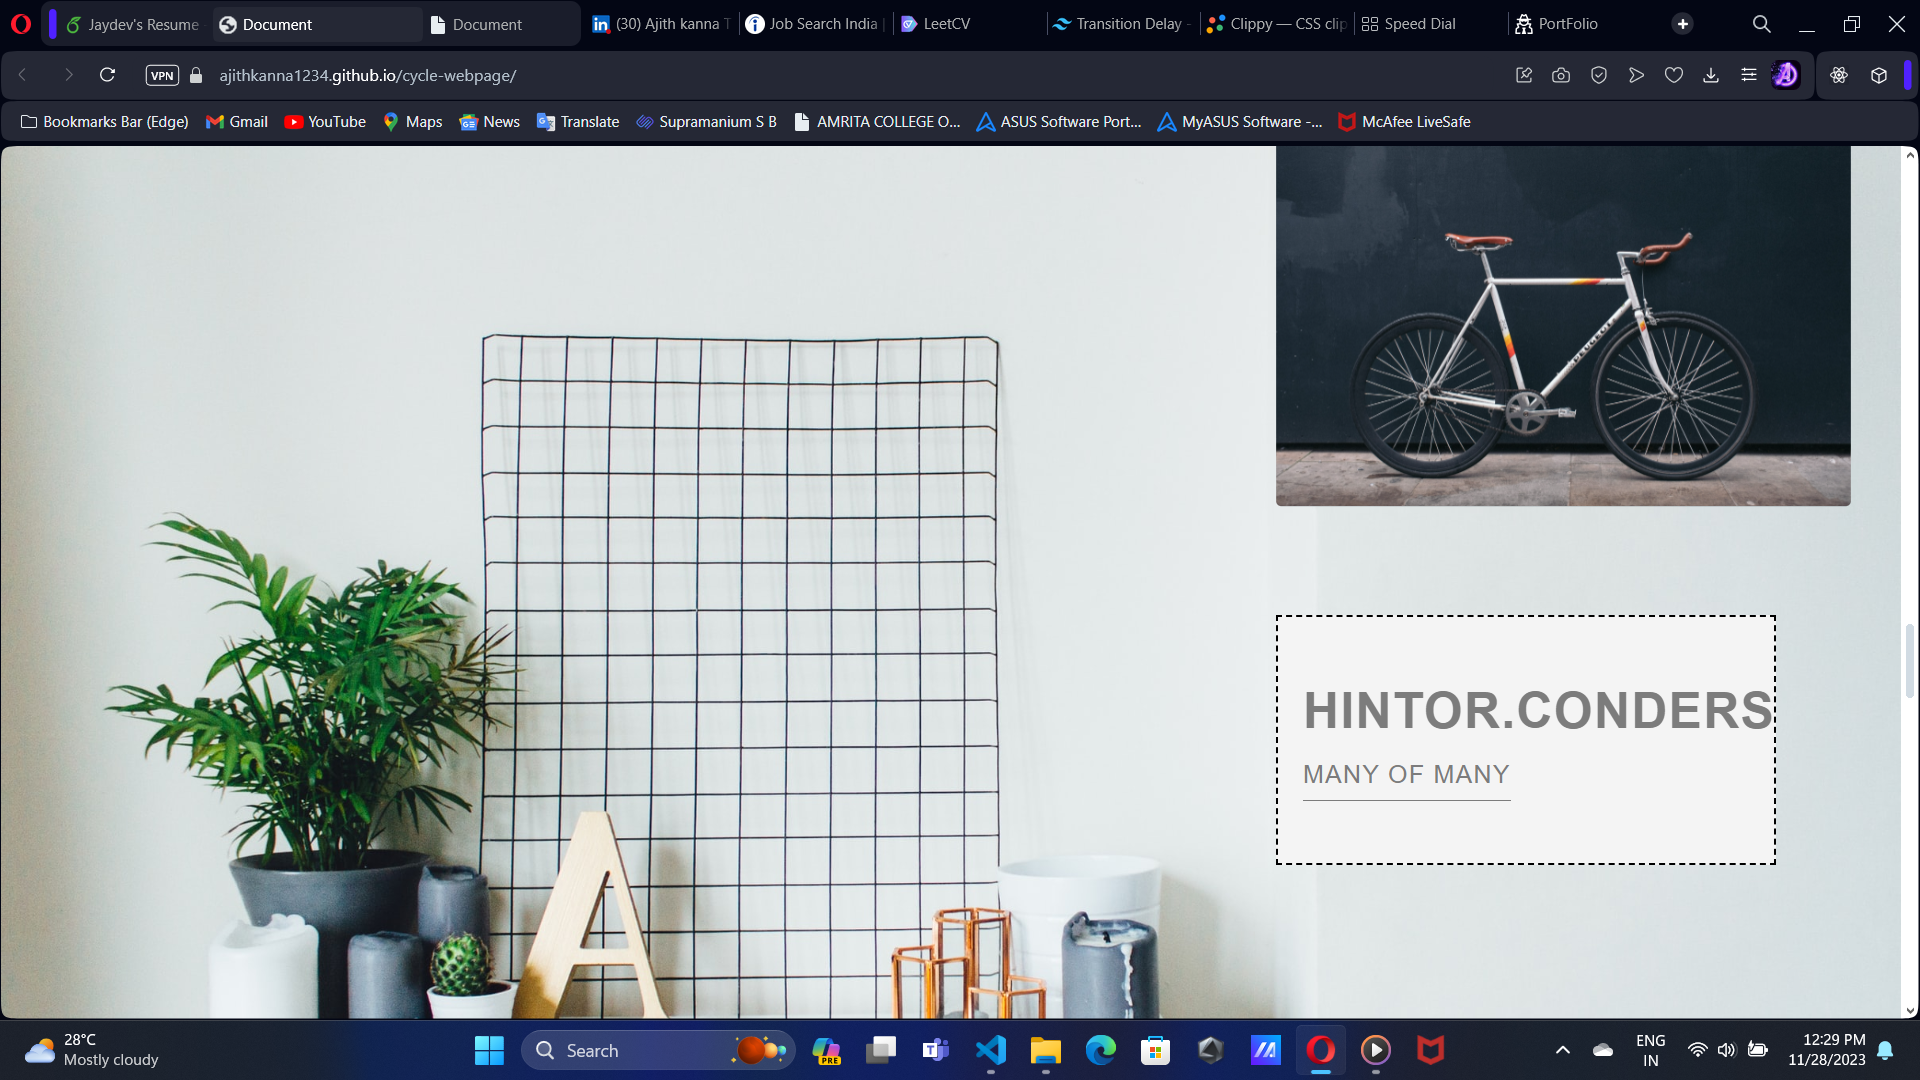 Jaydev's Resume
Document
Document
(30) Ajith kanna
Job Search India
LeetCV
Transition Delay -
Clippy — CSS clip
Speed Dial
PortFolio
VPN
ajithkanna1234.github.io/cycle-webpage/
Bookmarks Bar (Edge)
Gmail
YouTube
Maps
News
Translate
Supramanium S B
AMRITA COLLEGE O...
ASUS Software Port...
MyASUS Software -...
McAfee LiveSafe
PEUGEOT
HINTOR.CONDERS
MANY OF MANY
A
28°C
Mostly cloudy
Search
PRE
ENG
IN
12:29 PM
11/28/2023